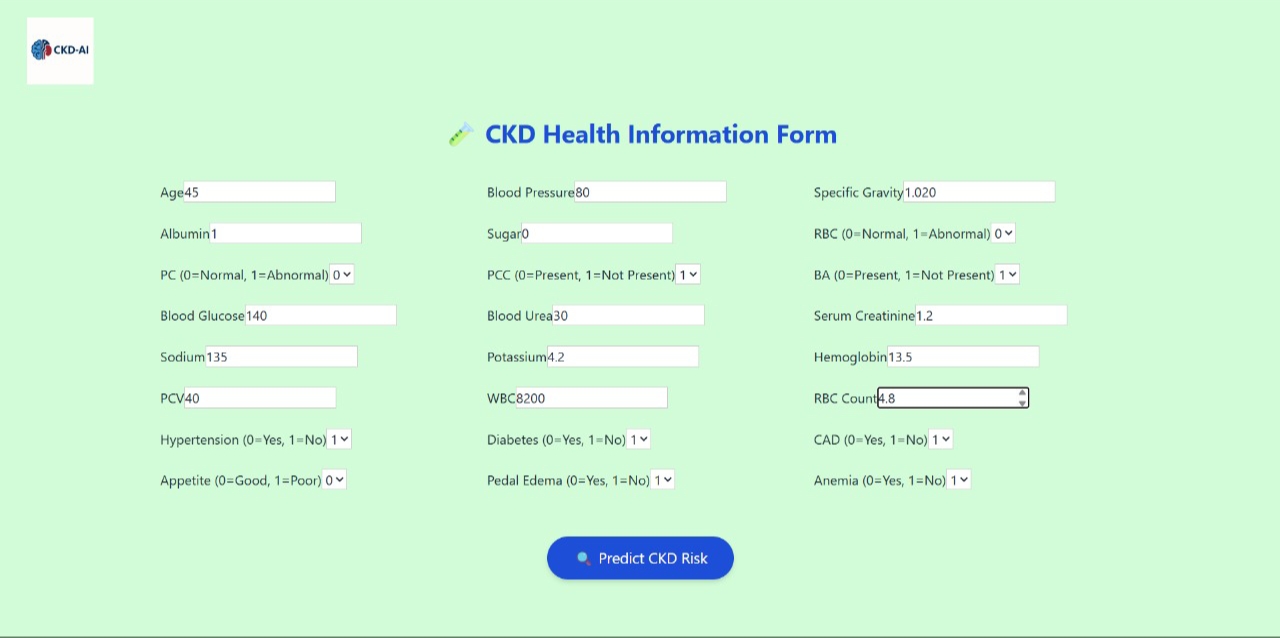 CKD-AI
CKD Health Information Form
Age 45 Blood Pressure 80 Specific Gravity 1.020
Albumin 1 Sugar 0 RBC (0=Normal, 1=Abnormal) 0
PC (0=Normal, 1=Abnormal) 0 PCC (0=Present, 1=Not Present) 1 BA (0=Present, 1=Not Present) 1
Blood Glucose 140 Blood Urea 30 Serum Creatinine 1.2
Sodium 135 Potassium 4.2 Hemoglobin 13.5
PCV 40 WBC 8200 RBC Count 4.8
Hypertension (0=Yes, 1=No) 1 Diabetes (0=Yes, 1=No) 1 CAD (0=Yes, 1=No) 1
Appetite (0=Good, 1=Poor) 0 Pedal Edema (0=Yes, 1=No) 1 Anemia (0=Yes, 1=No) 1
Predict CKD Risk